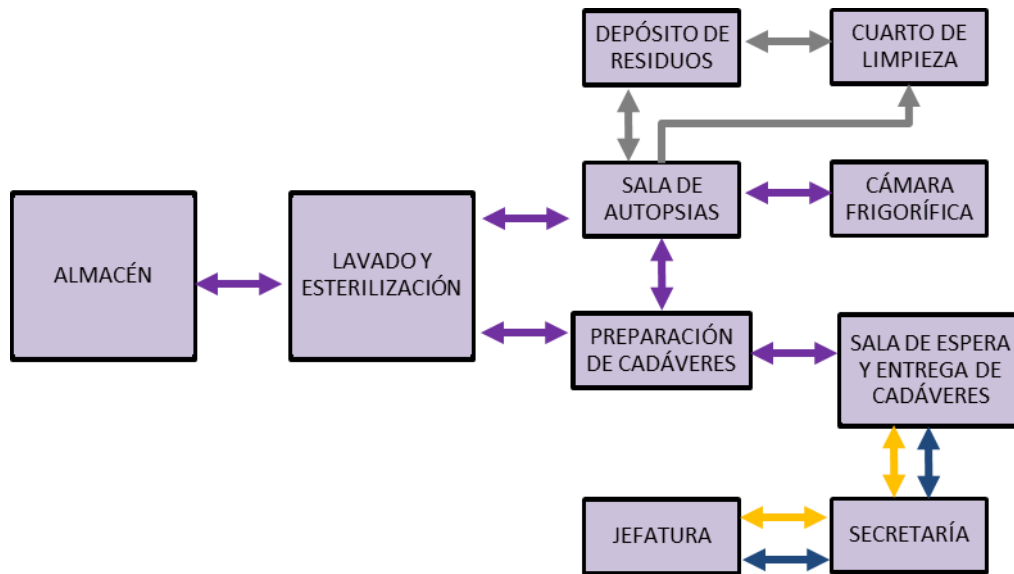 DEPÓSITO DE
RESIDUOS
CUARTO DE
LIMPIEZA
SALA DE
AUTOPSIAS
CÁMARA
FRIGORÍFICA
ALMACÉN
LAVADO Y
ESTERILIZACIÓN
PREPARACIÓN
DE CADÁVERES
SALA DE ESPERA
Y ENTREGA DE
CADÁVERES
JEFATURA
SECRETARÍA